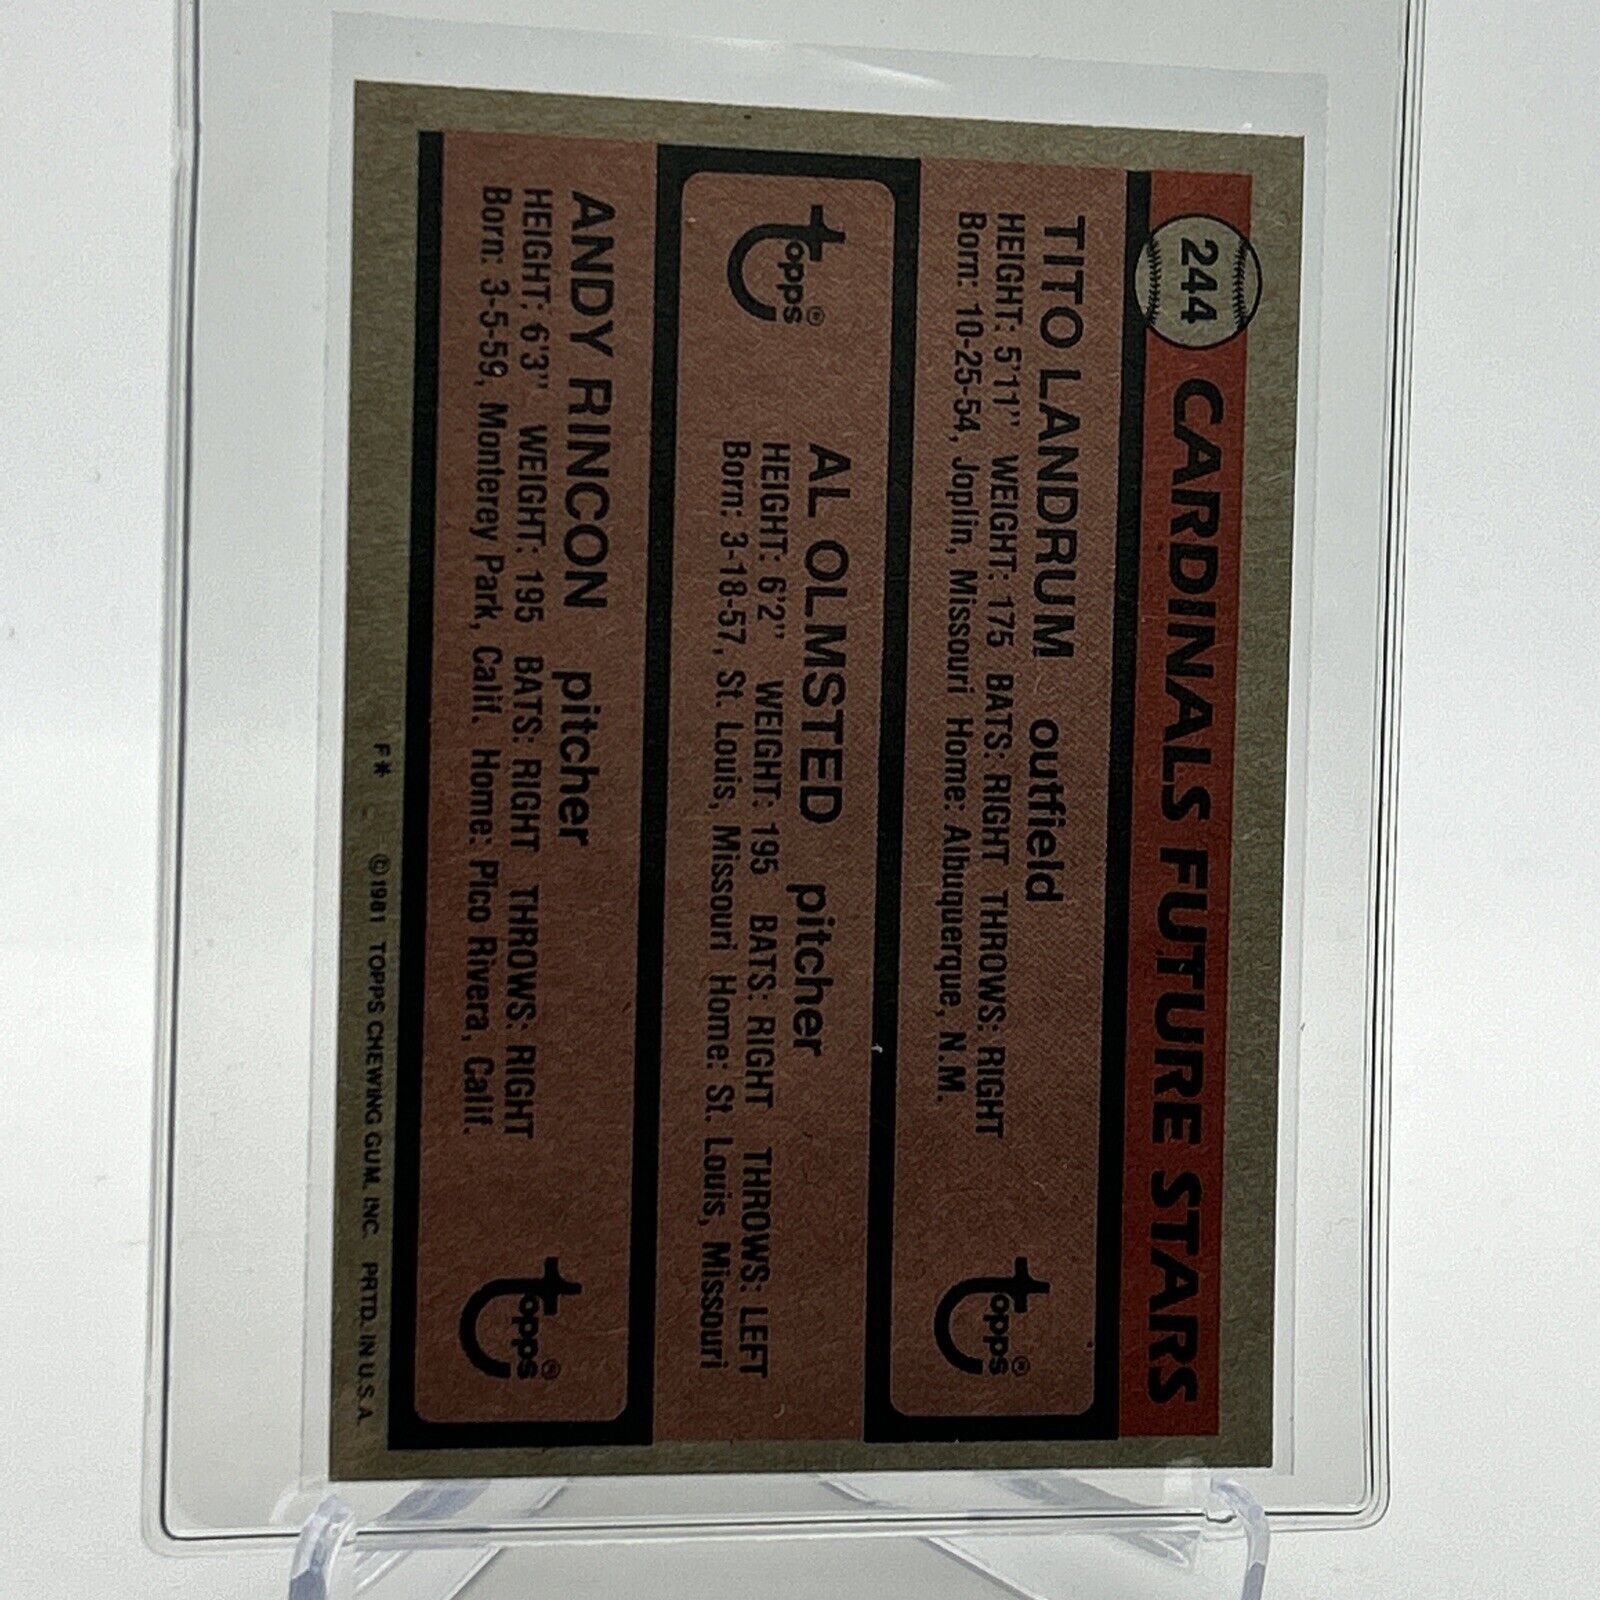 244 CARDINALS FUTURE STARS
TITO LANDRUM outfield
HEIGHT: 5'11" WEIGHT: 175 BATS: RIGHT THROWS: RIGHT
Born: 10-25-54, Joplin, Missouri Home: Albuquerque, N.M.
topps®
topps®
AL OLMSTED pitcher
HEIGHT: 6'2" WEIGHT: 195 BATS: RIGHT THROWS: LEFT
Born: 3-18-57, St. Louis, Missouri Home: St. Louis, Missouri
ANDY RINCON pitcher
HEIGHT: 6'3" WEIGHT: 195 BATS: RIGHT THROWS: RIGHT
Born: 3-5-59, Monterey Park, Calif. Home: Pico Rivera, Calif.
topps®
F* © 1981 TOPPS CHEWING GUM, INC. PRTD. IN U.S.A.